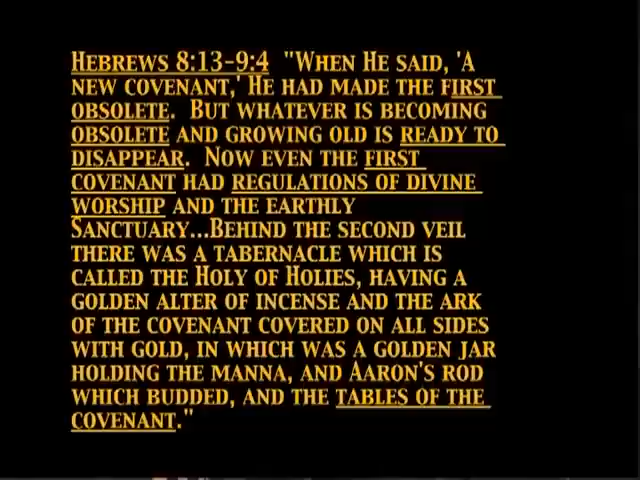 HEBREWS 8:13-9:4 "WHEN HE SAID, 'A
NEW COVENANT,' HE HAD MADE THE FIRST
OBSOLETE. BUT WHATEVER IS BECOMING
OBSOLETE AND GROWING OLD IS READY TO
DISAPPEAR. NOW EVEN THE FIRST
COVENANT HAD REGULATIONS OF DIVINE
WORSHIP AND THE EARTHLY
SANCTUARY...BEHIND THE SECOND VEIL
THERE WAS A TABERNACLE WHICH IS
CALLED THE HOLY OF HOLIES, HAVING A
GOLDEN ALTER OF INCENSE AND THE ARK
OF THE COVENANT COVERED ON ALL SIDES
WITH GOLD, IN WHICH WAS A GOLDEN JAR
HOLDING THE MANNA, AND AARON'S ROD
WHICH BUDDED, AND THE TABLES OF THE
COVENANT."